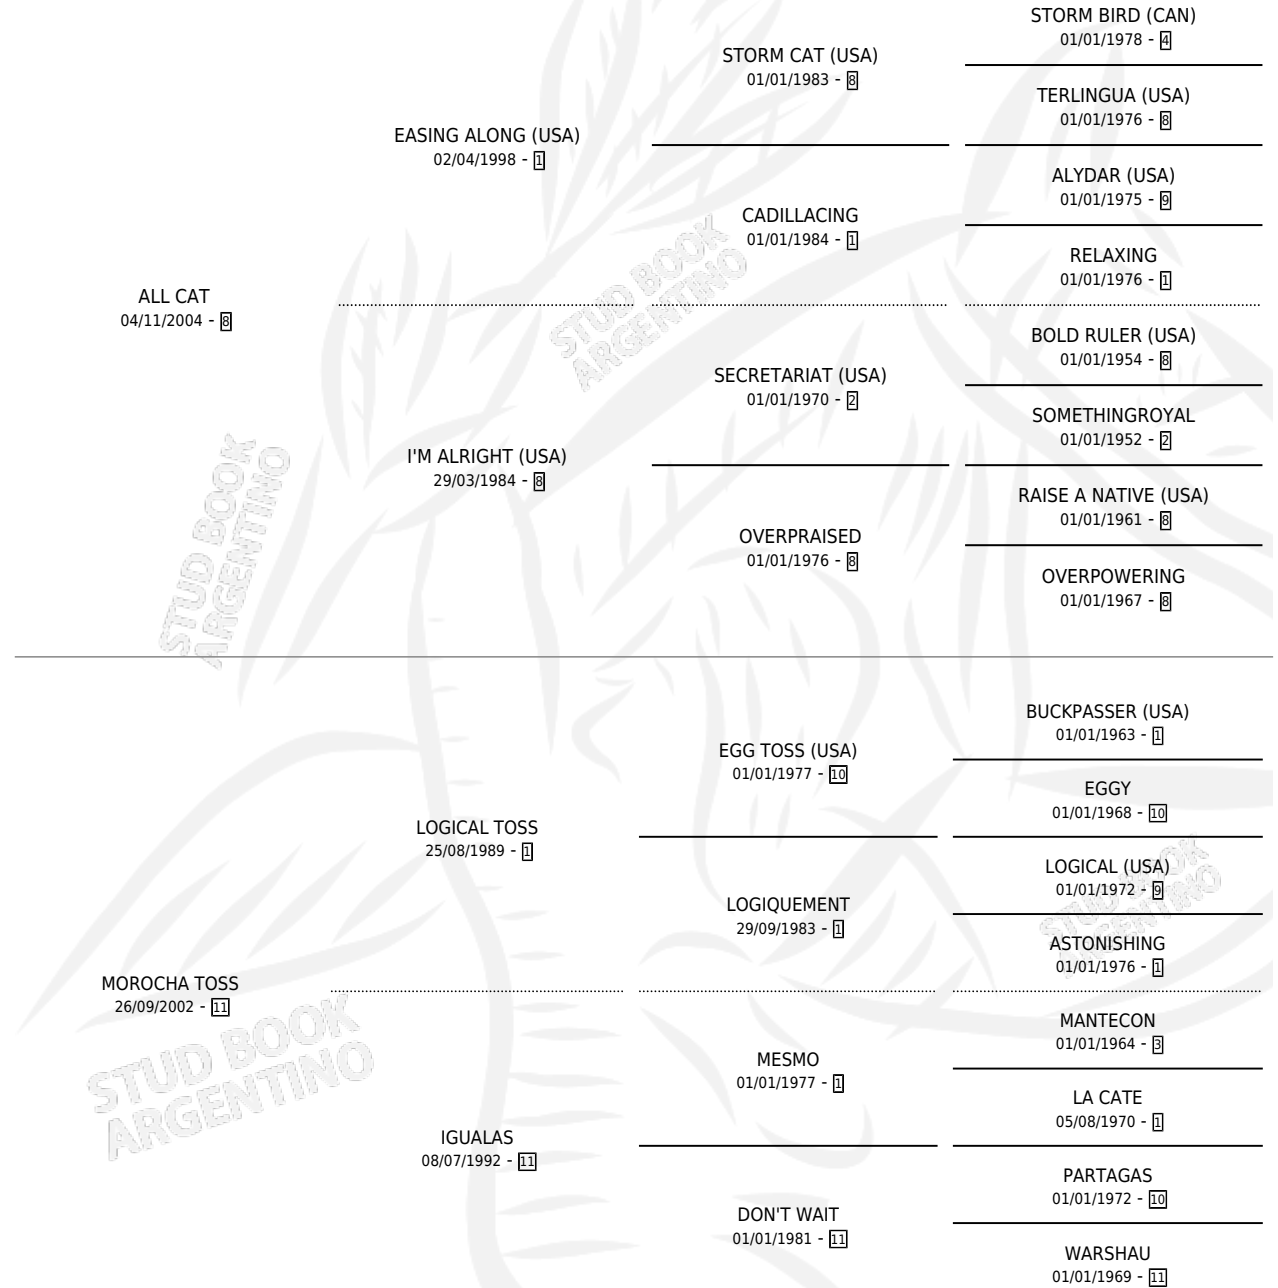 STORM BIRD (CAN)
01/01/1978 - 4
STORM CAT (USA)
01/01/1983 - 8
TERLINGUA (USA)
01/01/1976 - 8
EASING ALONG (USA)
02/04/1998 - 1
ALYDAR (USA)
01/01/1975 - 9
CADILLACING
01/01/1984 - 1
RELAXING
01/01/1976 - 1
ALL CAT
04/11/2004 - 8
STUD BOOK
ARGENTINO
BOLD RULER (USA)
01/01/1954 - 8
SECRETARIAT (USA)
01/01/1970 - 2
SOMETHINGROYAL
01/01/1952 - 2
I'M ALRIGHT (USA)
29/03/1984 - 8
STUD BOOK
ARGENTINO
RAISE A NATIVE (USA)
01/01/1961 - 8
OVERPRAISED
01/01/1976 - 8
OVERPOWERING
01/01/1967 - 8
BUCKPASSER (USA)
01/01/1963 - 1
EGG TOSS (USA)
01/01/1977 - 10
EGGY
01/01/1968 - 10
LOGICAL TOSS
25/08/1989 - 1
LOGICAL (USA)
01/01/1972 - 9
STUD BOOK
ARGENTINO
LOGIQUEMENT
29/09/1983 - 1
ASTONISHING
01/01/1976 - 1
MOROCHA TOSS
26/09/2002 - 11
STUD BOOK
ARGENTINO
MANTECON
01/01/1964 - 3
MESMO
01/01/1977 - 1
LA CATE
05/08/1970 - 1
IGUALAS
08/07/1992 - 11
PARTAGAS
01/01/1972 - 10
DON'T WAIT
01/01/1981 - 11
WARSHAU
01/01/1969 - 11